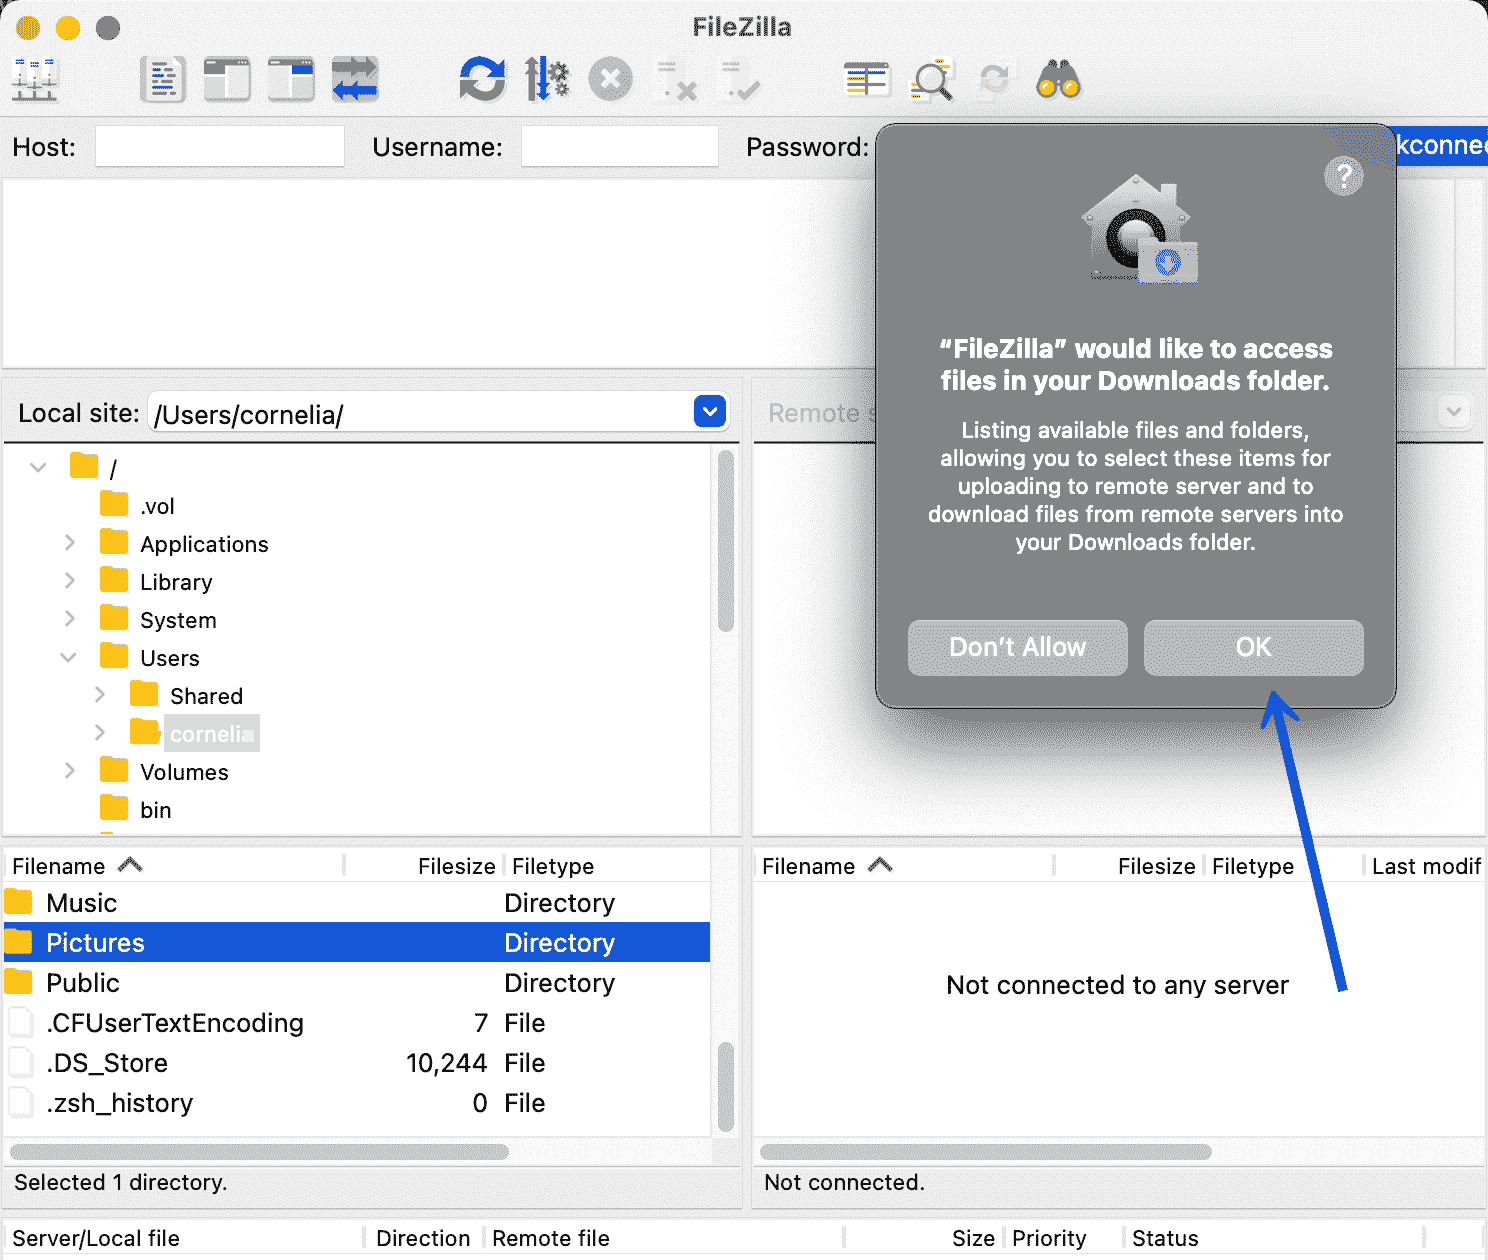 FileZilla
Host:
Username:
Password:
kconnec
?
“FileZilla” would like to access
files in your Downloads folder.
Listing available files and folders,
allowing you to select these items for
uploading to remote server and to
download files from remote servers into
your Downloads folder.
Don’t Allow
OK
Local site: /Users/cornelia/
Remote s
/
.vol
Applications
Library
System
Users
Shared
cornelia
Volumes
bin
Filename Filesize Filetype
Music Directory
Pictures Directory
Public Directory
.CFUserTextEncoding 7 File
.DS_Store 10,244 File
.zsh_history 0 File
Selected 1 directory.
Filename Filesize Filetype Last modif
Not connected to any server
Not connected.
Server/Local file Direction Remote file Size Priority Status